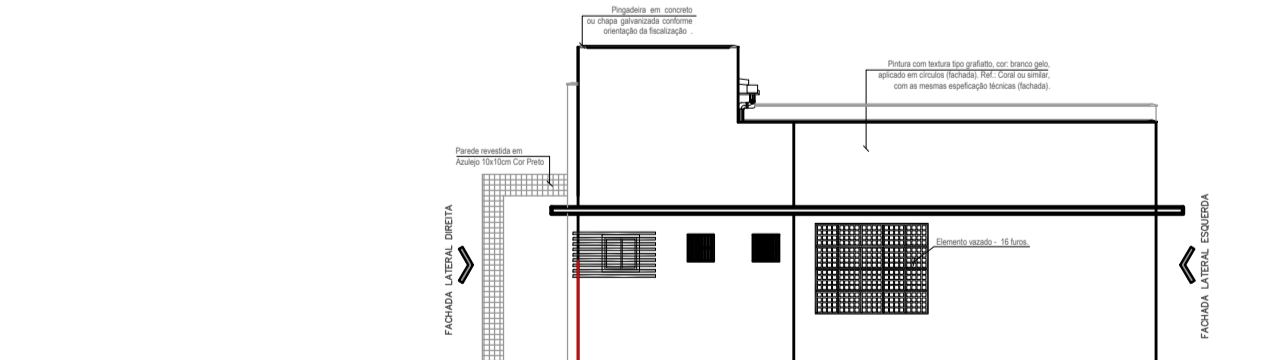 Pingadeira em concreto
ou chapa galvanizada conforme
orientação da fiscalização .
Pintura com textura tipo grafiatto, cor: branco gelo,
aplicado em círculos (fachada). Ref.: Coral ou similar,
com as mesmas espeficação técnicas (fachada).
Parede revestida em
Azulejo 10x10cm Cor Preto
FACHADA LATERAL DIREITA
Elemento vazado - 16 furos.
FACHADA LATERAL ESQUERDA